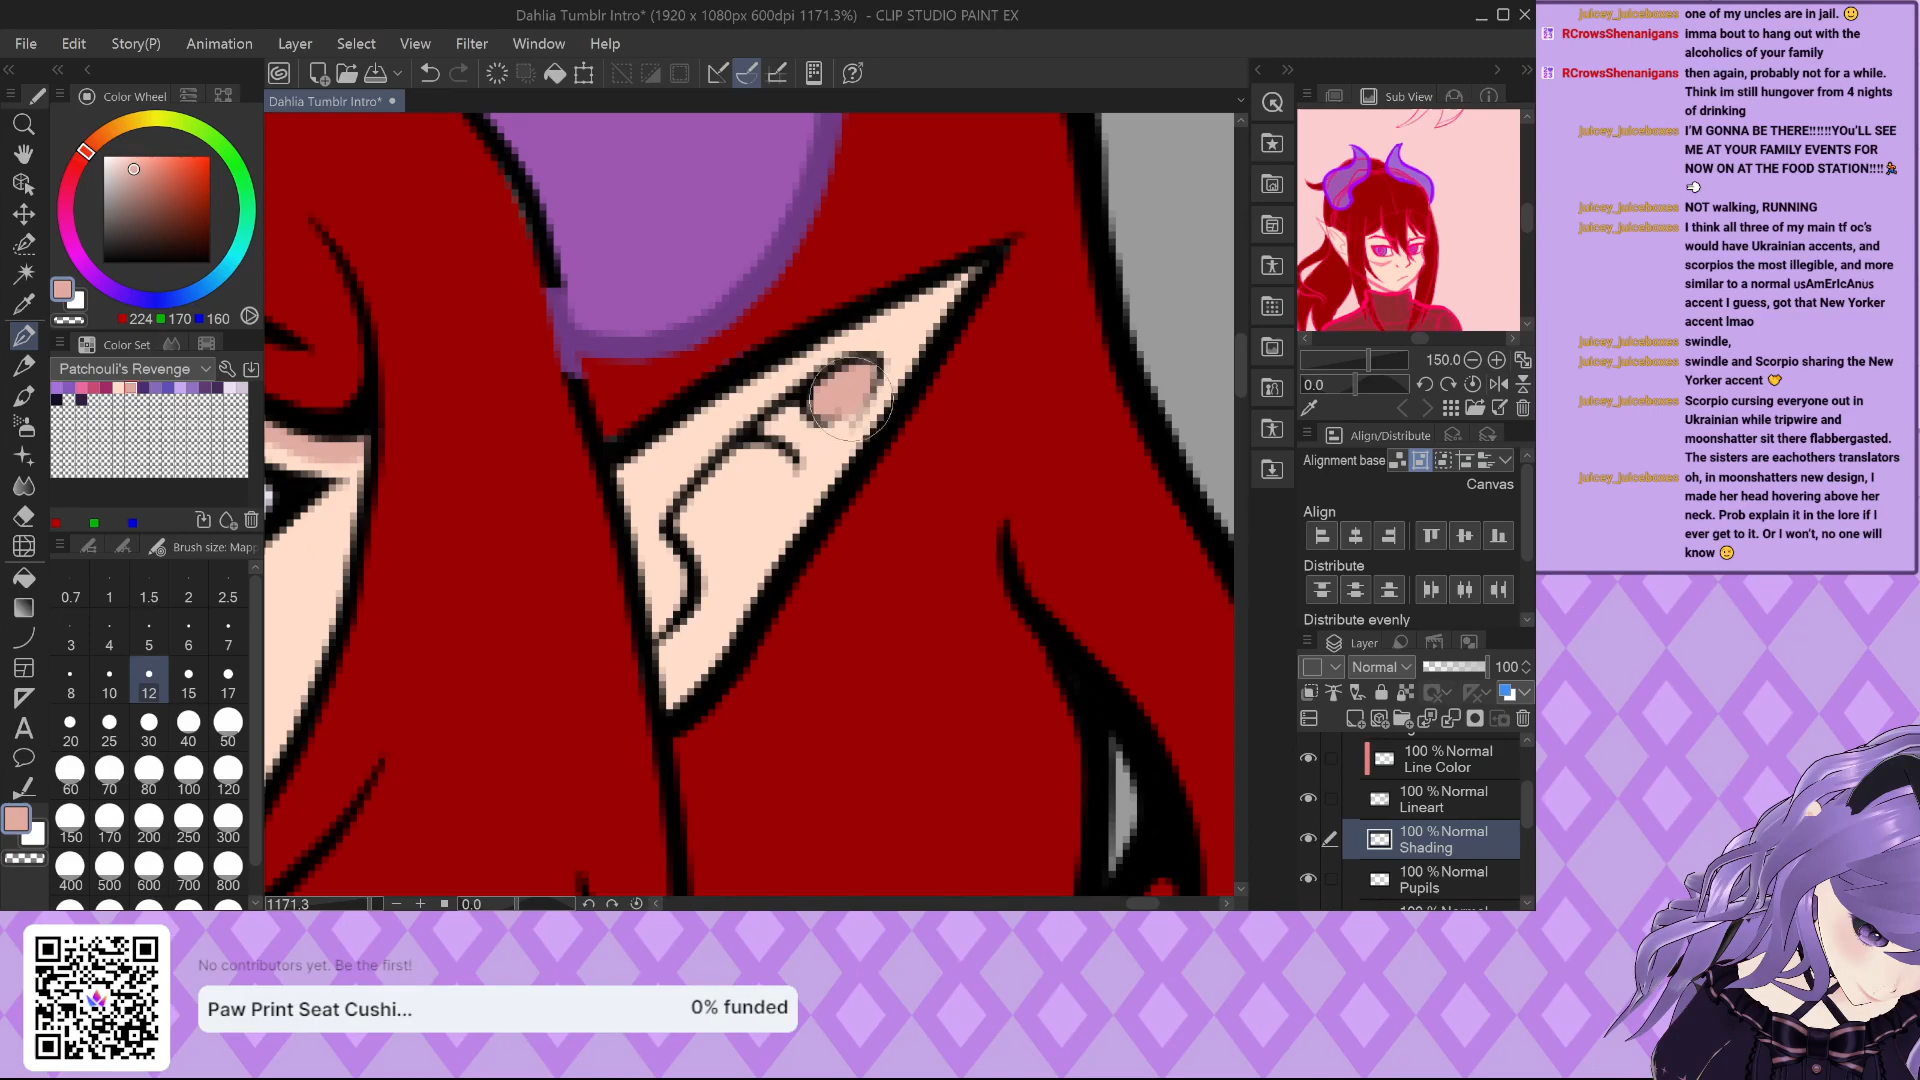 Dahlia Tumblr Intro* (1920 x 1080px 600dpi 1171.3%) - CLIP STUDIO PAINT EX
File Edit Story(P) Animation Layer Select View Filter Window Help
Dahlia Tumblr Intro*
Color Wheel
224 170 160
Color Set
Patchouli's Revenge
Brush size: Mapp
0.7 1 1.5 2 2.5
3 4 5 6 7
8 10 12 15 17
20 25 30 40 50
60 70 80 100 120
150 170 200 250 300
400 500 600 700 800
1171.3 0.0
Sub View
150.0
0.0
Align/Distribute
Alignment base
Canvas
Align
Distribute
Distribute evenly
Layer
Normal 100
100 %Normal
Line Color
100 %Normal
Lineart
100 %Normal
Shading
100 %Normal
Pupils
juicey_juiceboxes one of my uncles are in jail. 🙂
RCrowsShenanigans imma bout to hang out with the
alcoholics of your family
RCrowsShenanigans then again, probably not for a while.
Think im still hungover from 4 nights
of drinking
juicey_juiceboxes I'M GONNA BE THERE!!!!!!YOu'LL SEE
ME AT YOUR FAMILY EVENTS FOR
NOW ON AT THE FOOD STATION!!!!
juicey_juiceboxes NOT walking, RUNNING
juicey_juiceboxes I think all three of my main tf oc's
would have Ukrainian accents, and
scorpios the most illegible, and more
similar to a normal ᴜsAmErIcAnᴜs
accent I guess, got that New Yorker
accent lmao
juicey_juiceboxes swindle,
juicey_juiceboxes swindle and Scorpio sharing the New
Yorker accent
juicey_juiceboxes Scorpio cursing everyone out in
Ukrainian while tripwire and
moonshatter sit there flabbergasted.
The sisters are eachothers translators
juicey_juiceboxes oh, in moonshatters new design, I
made her head hovering above her
neck. Prob explain it in the lore if I
ever get to it. Or I won't, no one will
know
No contributors yet. Be the first!
Paw Print Seat Cushi... 0% funded